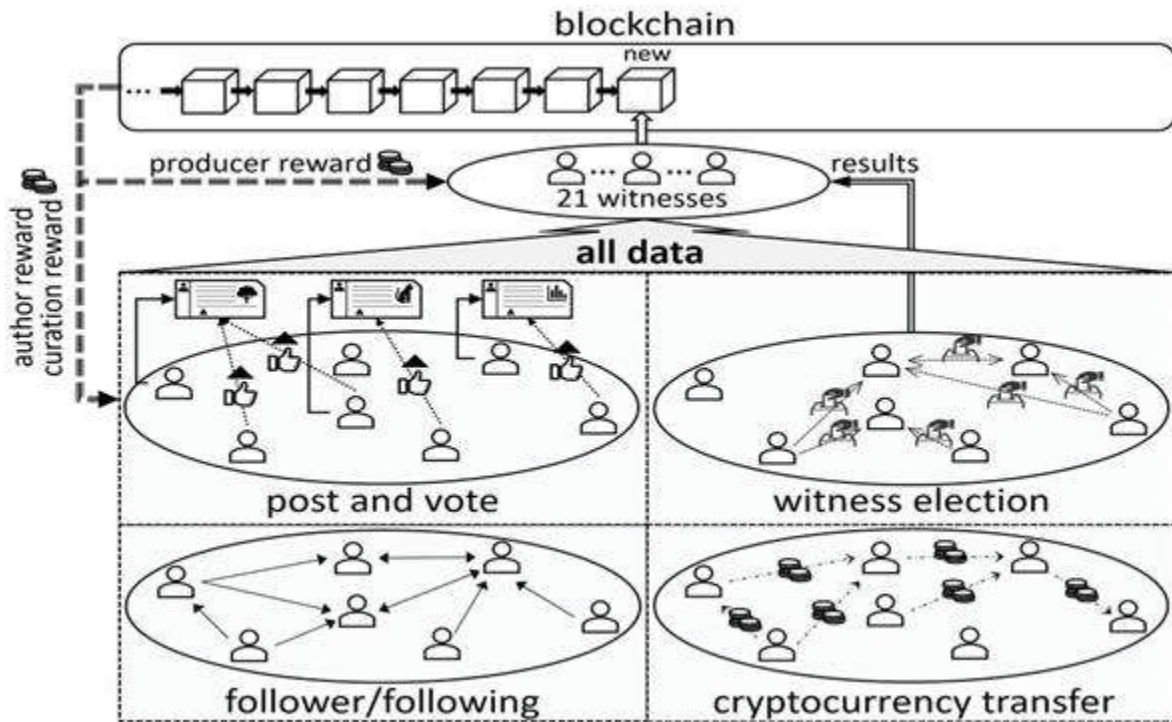 blockchain
new
...
producer reward
results
... ...
21 witnesses
author reward
curation reward
all data
post and vote
witness election
follower/following
cryptocurrency transfer